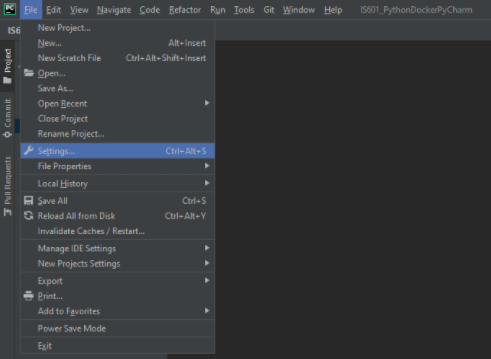 PC File Edit View Navigate Code Refactor Run Tools Git Window Help IS601_PythonDockerPyCharm
IS6
Project
Commit
Pull Requests
New Project...
New... Alt+Insert
New Scratch File Ctrl+Alt+Shift+Insert
Open...
Save As...
Open Recent
Close Project
Rename Project...
Settings... Ctrl+Alt+S
File Properties
Local History
Save All Ctrl+S
Reload All from Disk Ctrl+Alt+Y
Invalidate Caches / Restart...
Manage IDE Settings
New Projects Settings
Export
Print...
Add to Favorites
Power Save Mode
Exit